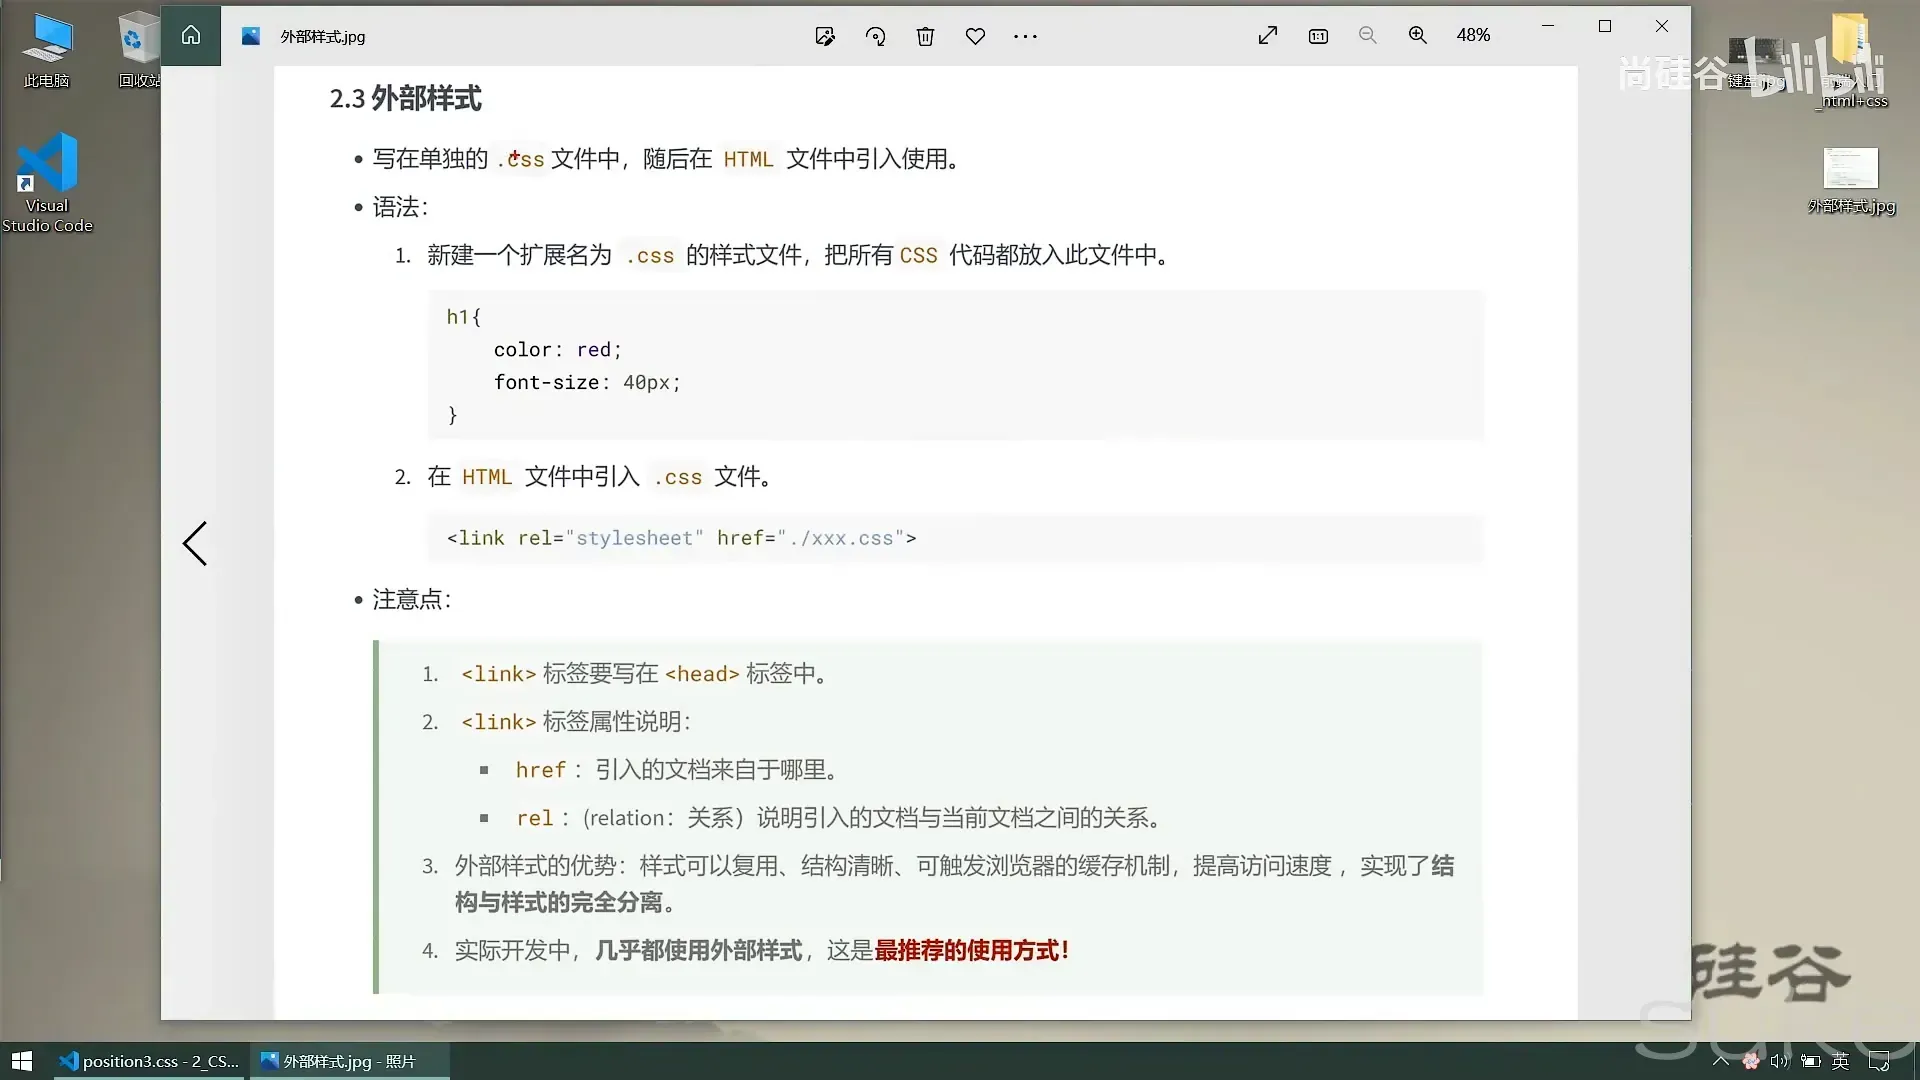 此电脑
回收站
Visual
Studio Code
外部样式.jpg
48%
尚硅谷
bilibili
键盘.jpg
_html+css
外部样式.jpg
2.3 外部样式
• 写在单独的 .css 文件中，随后在 HTML 文件中引入使用。
• 语法：
1. 新建一个扩展名为 .css 的样式文件，把所有 CSS 代码都放入此文件中。
h1{
color: red;
font-size: 40px;
}
2. 在 HTML 文件中引入 .css 文件。
<link rel="stylesheet" href="./xxx.css">
• 注意点：
1. <link> 标签要写在 <head> 标签中。
2. <link> 标签属性说明：
▪ href ：引入的文档来自于哪里。
▪ rel ：（relation：关系）说明引入的文档与当前文档之间的关系。
3. 外部样式的优势：样式可以复用、结构清晰、可触发浏览器的缓存机制，提高访问速度 ，实现了结
构与样式的完全分离。
4. 实际开发中，几乎都使用外部样式，这是最推荐的使用方式！
硅谷
position3.css - 2_CS...
外部样式.jpg - 照片
英